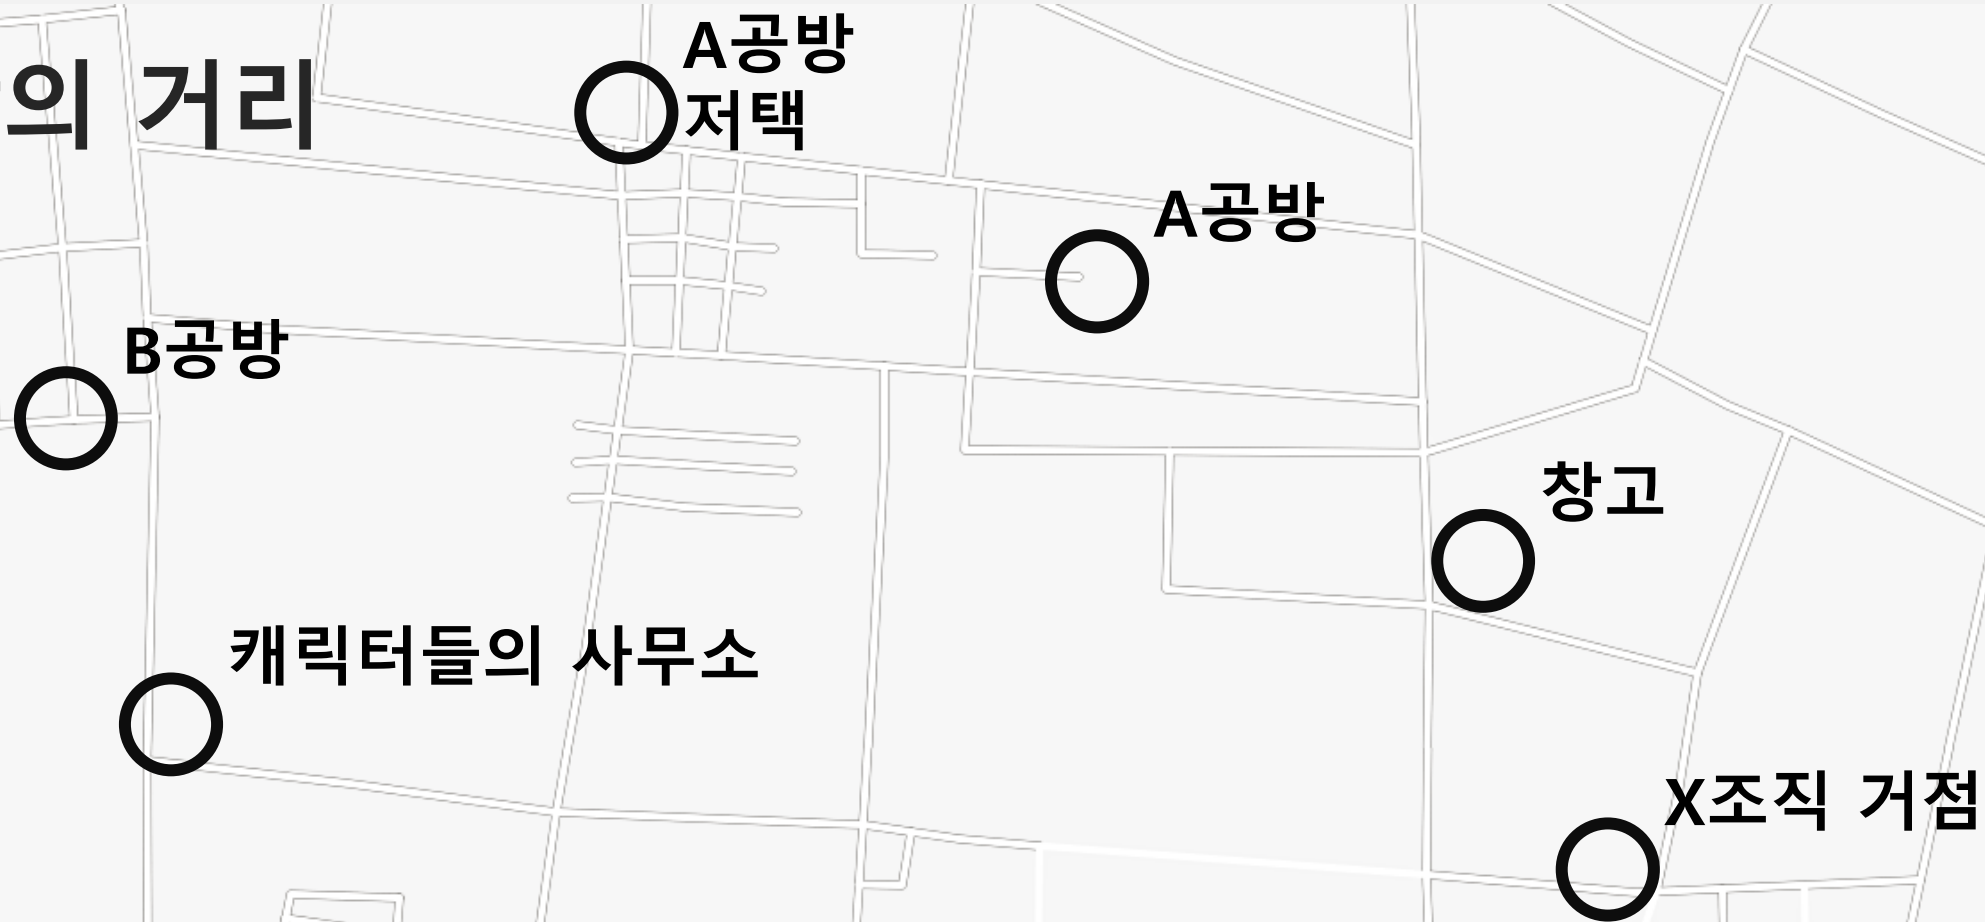 의 거리
A공방
저택
A공방
B공방
창고
캐릭터들의 사무소
X조직 거점